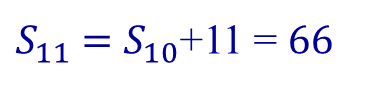 S₁₁ = S₁₀+11 = 66